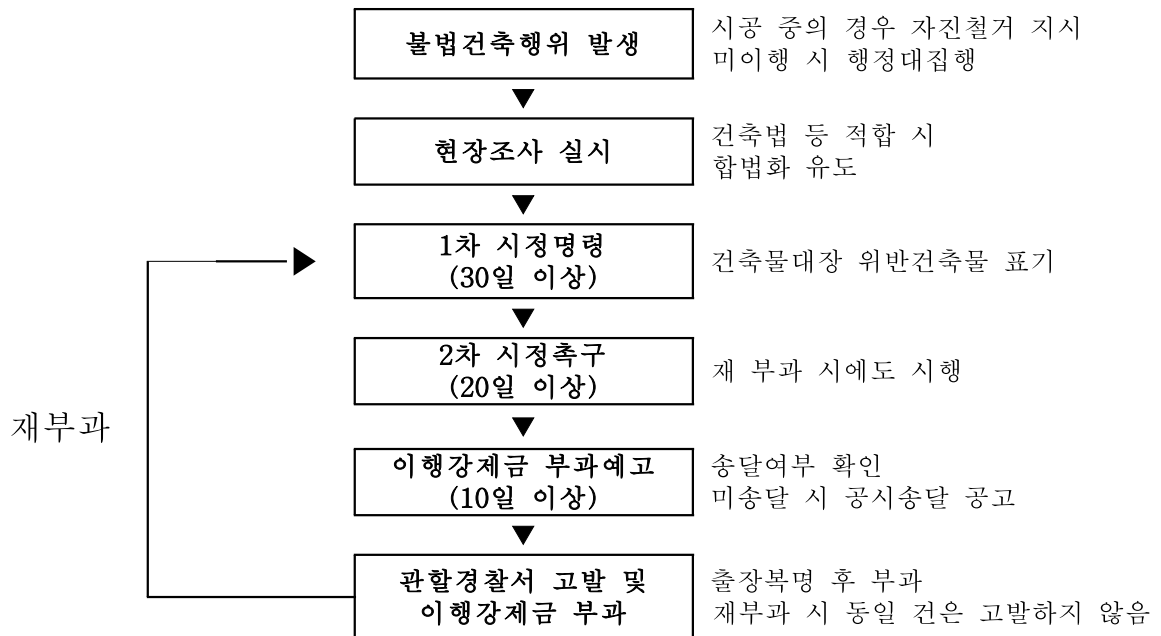 불법건축행위 발생
시공 중의 경우 자진철거 지시
미이행 시 행정대집행
현장조사 실시
건축법 등 적합 시
합법화 유도
1차 시정명령
(30일 이상)
건축물대장 위반건축물 표기
2차 시정촉구
(20일 이상)
재 부과 시에도 시행
재부과
이행강제금 부과예고
(10일 이상)
송달여부 확인
미송달 시 공시송달 공고
관할경찰서 고발 및
이행강제금 부과
출장복명 후 부과
재부과 시 동일 건은 고발하지 않음